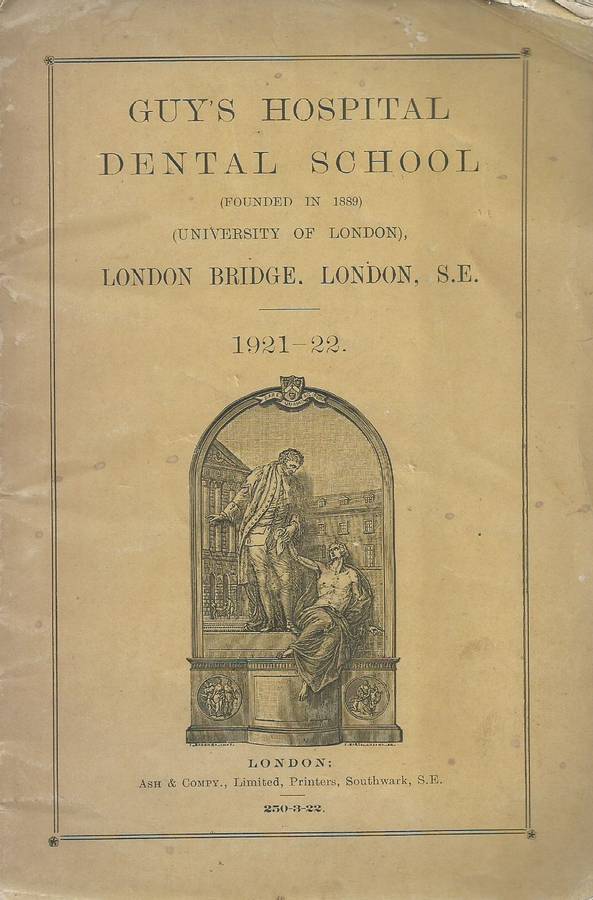 GUY'S HOSPITAL
DENTAL SCHOOL
(FOUNDED IN 1889)
(UNIVERSITY OF LONDON),
LONDON BRIDGE. LONDON, S.E.
1921-22.
LONDON:
ASH & COMPY., Limited, Printers, Southwark, S.E.
250-3-22.